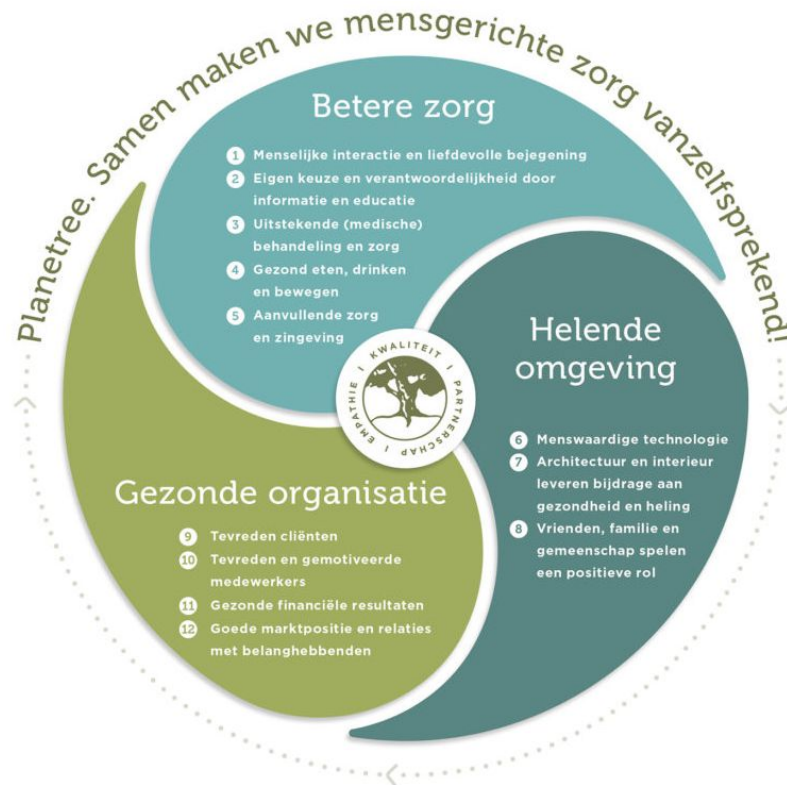 Planetree. Samen maken we mensgerichte zorg vanzelfsprekend!
Betere zorg
1 Menselijke interactie en liefdevolle bejegening
2 Eigen keuze en verantwoordelijkheid door
informatie en educatie
3 Uitstekende (medische)
behandeling en zorg
4 Gezond eten, drinken
en bewegen
5 Aanvullende zorg
en zingeving
Helende
omgeving
6 Menswaardige technologie
7 Architectuur en interieur
leveren bijdrage aan
gezondheid en heling
8 Vrienden, familie en
gemeenschap spelen
een positieve rol
EMPATHIE | KWALITEIT | PARTNERSCHAP |
Gezonde organisatie
9 Tevreden cliënten
10 Tevreden en gemotiveerde
medewerkers
11 Gezonde financiële resultaten
12 Goede marktpositie en relaties
met belanghebbenden